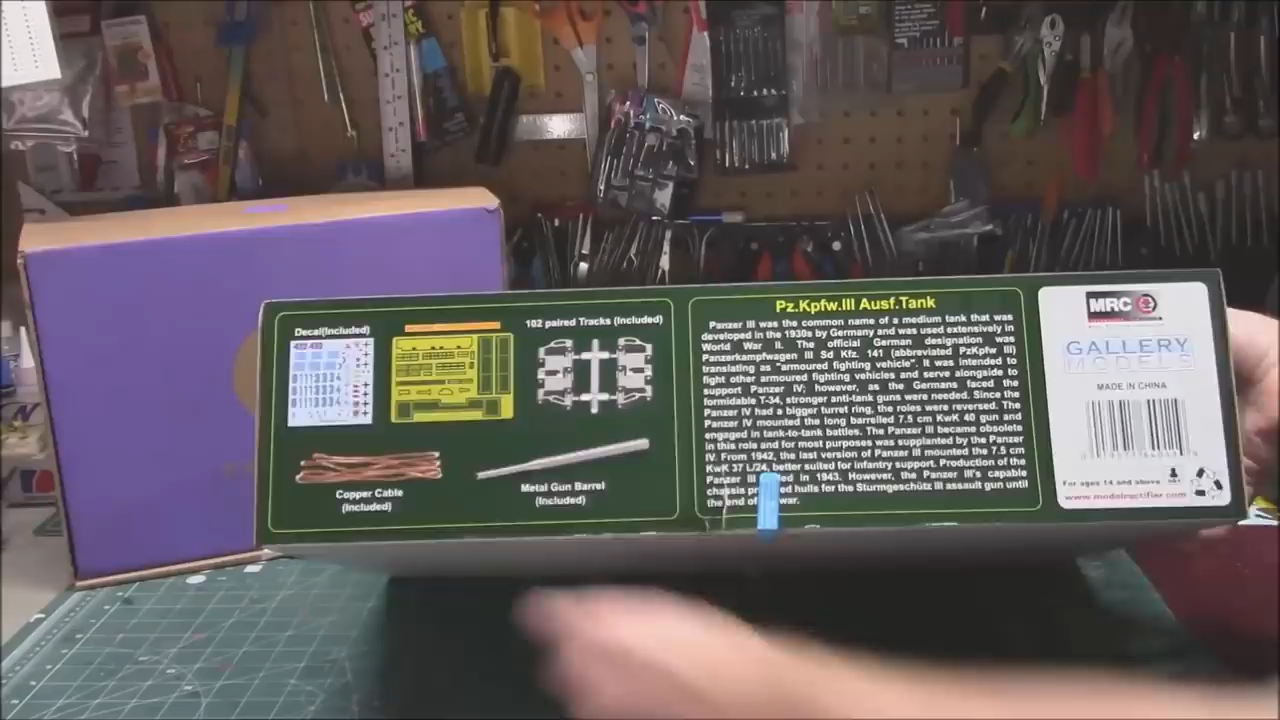 Decal(Included)
102 paired Tracks (Included)
Copper Cable
(Included)
Metal Gun Barrel
(Included)
Pz.Kpfw.III Ausf.Tank
Panzer III was the common name of a medium tank that was
developed in the 1930s by Germany and was used extensively in
World War II. The official German designation was
Panzerkampfwagen III Sd Kfz. 141 (abbreviated PzKpfw III)
translating as "armoured fighting vehicle". It was intended to
fight other armoured fighting vehicles and serve alongside to
support Panzer IV; however, as the Germans faced the
formidable T-34, stronger anti-tank guns were needed. Since the
Panzer IV had a bigger turret ring, the roles were reversed. The
Panzer IV mounted the long barrelled 7.5 cm KwK 40 gun and
engaged in tank-to-tank battles. The Panzer III became obsolete
in this role and for most purposes was supplanted by the Panzer
IV. From 1942, the last version of Panzer III mounted the 7.5 cm
KwK 37 L/24, better suited for infantry support. Production of the
Panzer III ed in 1943. However, the Panzer III's capable
chassis hulls for the Sturmgeschütz III assault gun until
the end of war.
MRC
GALLERY
MODELS
MADE IN CHINA
For ages 14 and above
www.modelrectifier.com